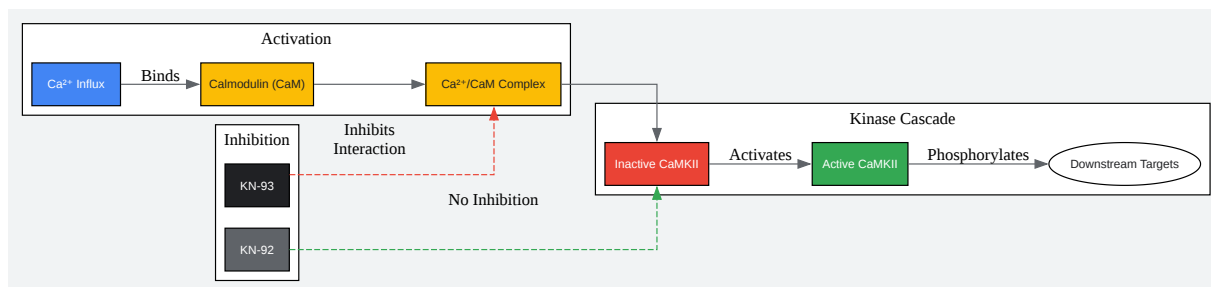 Activation
Ca²⁺ Influx
Binds
Calmodulin (CaM)
Ca²⁺/CaM Complex
Inhibition
KN-93
KN-92
Inhibits
Interaction
No Inhibition
Kinase Cascade
Inactive CaMKII
Activates
Active CaMKII
Phosphorylates
Downstream Targets